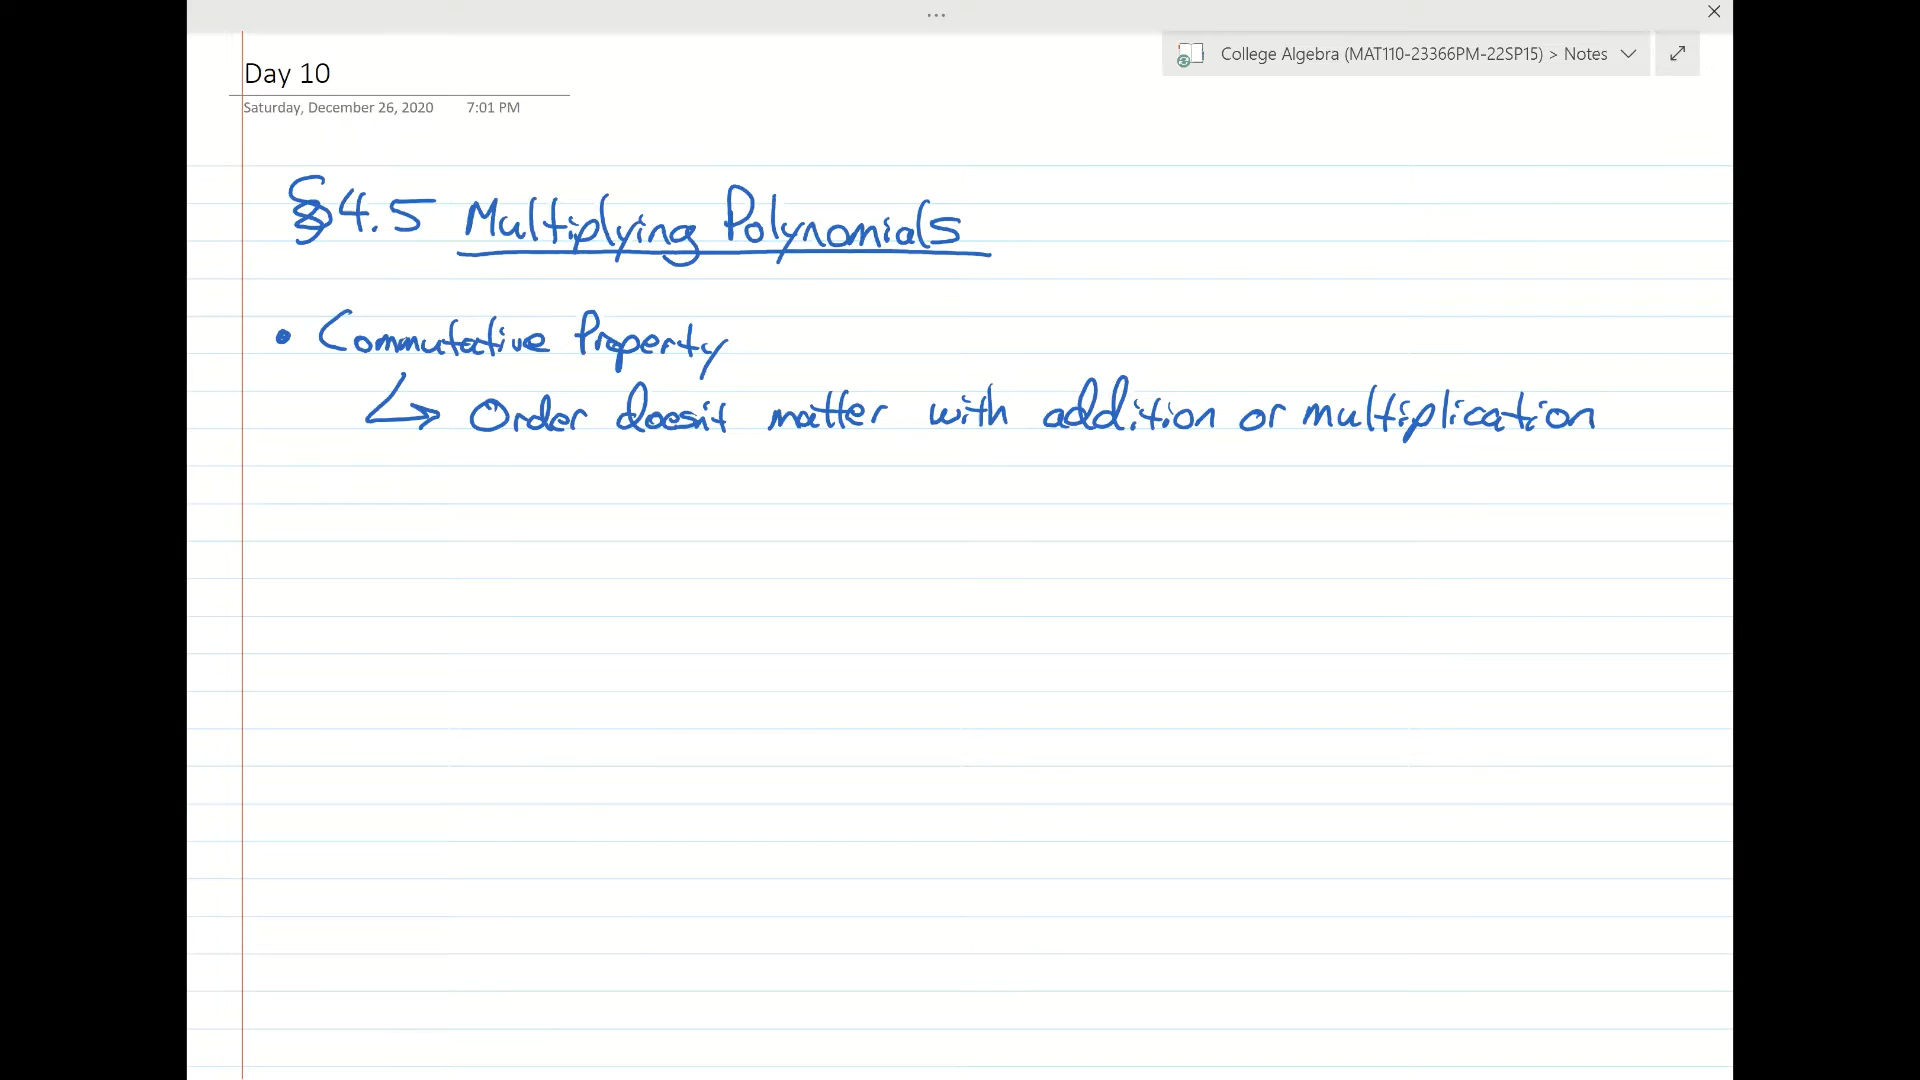 ...
College Algebra (MAT110-23366PM-22SP15) > Notes
Day 10
Saturday, December 26, 2020 7:01 PM
§4.5 Multiplying Polynomials
• Commutative Property
↳ Order doesn't matter with addition or multiplication